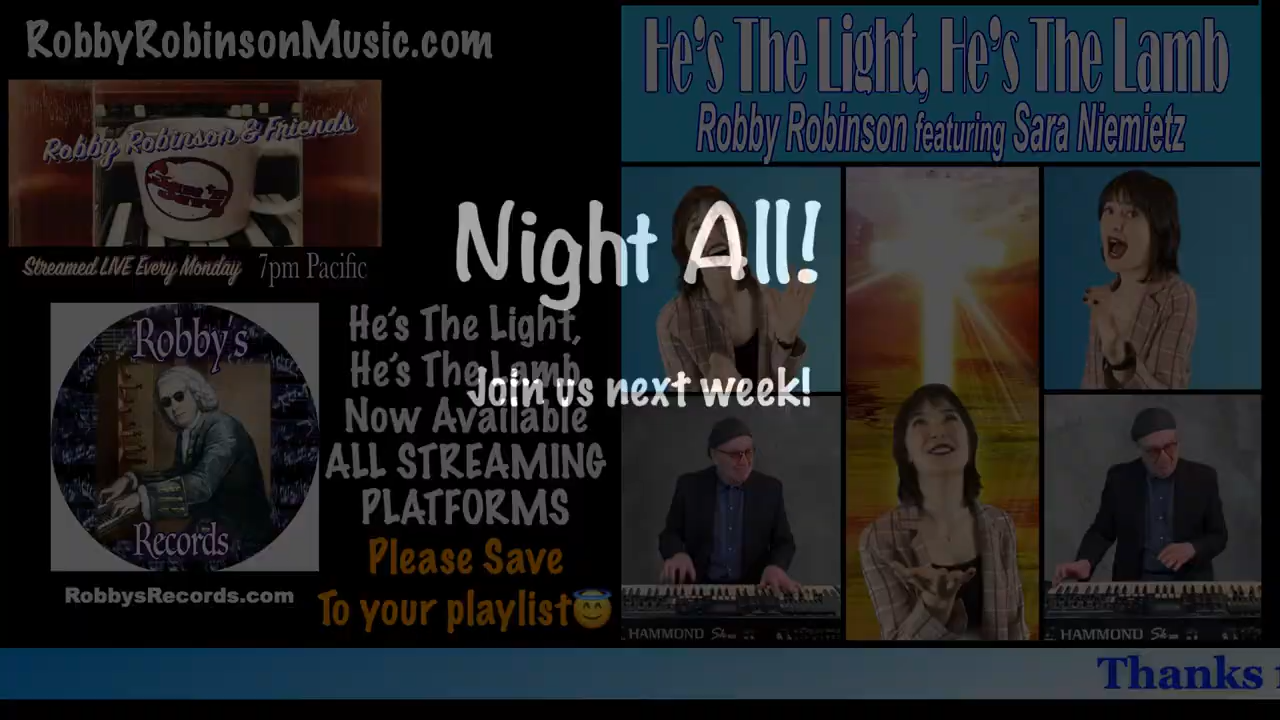 RobbyRobinsonMusic.com
Robby Robinson & Friends
Streamed LIVE Every Monday 7pm Pacific
Robby's
Records
RobbysRecords.com
He's The Light,
He's The Lamb
Now Available
ALL STREAMING
PLATFORMS
Please Save
To your playlist😇
He's The Light, He's The Lamb
Robby Robinson featuring Sara Niemietz
Night All!
Join us next week!
HAMMOND
HAMMOND
Thanks